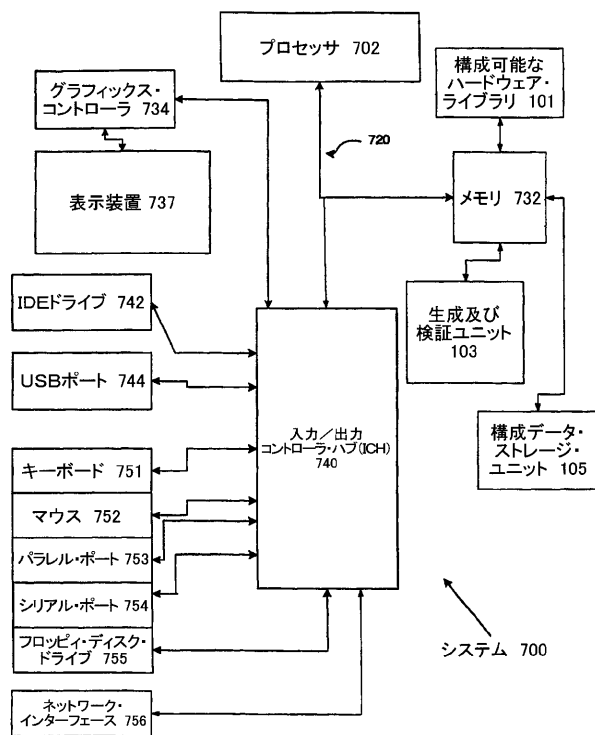 プロセッサ 702
構成可能な
ハードウェア・
ライブラリ 101
グラフィックス・
コントローラ 734
720
表示装置 737
メモリ 732
IDEドライブ 742
生成及び
検証ユニット
103
USBポート 744
入力／出力
コントローラ・ハブ(ICH)
740
構成データ・
ストレージ・
ユニット 105
キーボード 751
マウス 752
パラレル・ポート 753
シリアル・ポート 754
フロッピィ・ディスク・
ドライブ 755
システム 700
ネットワーク・
インターフェース 756